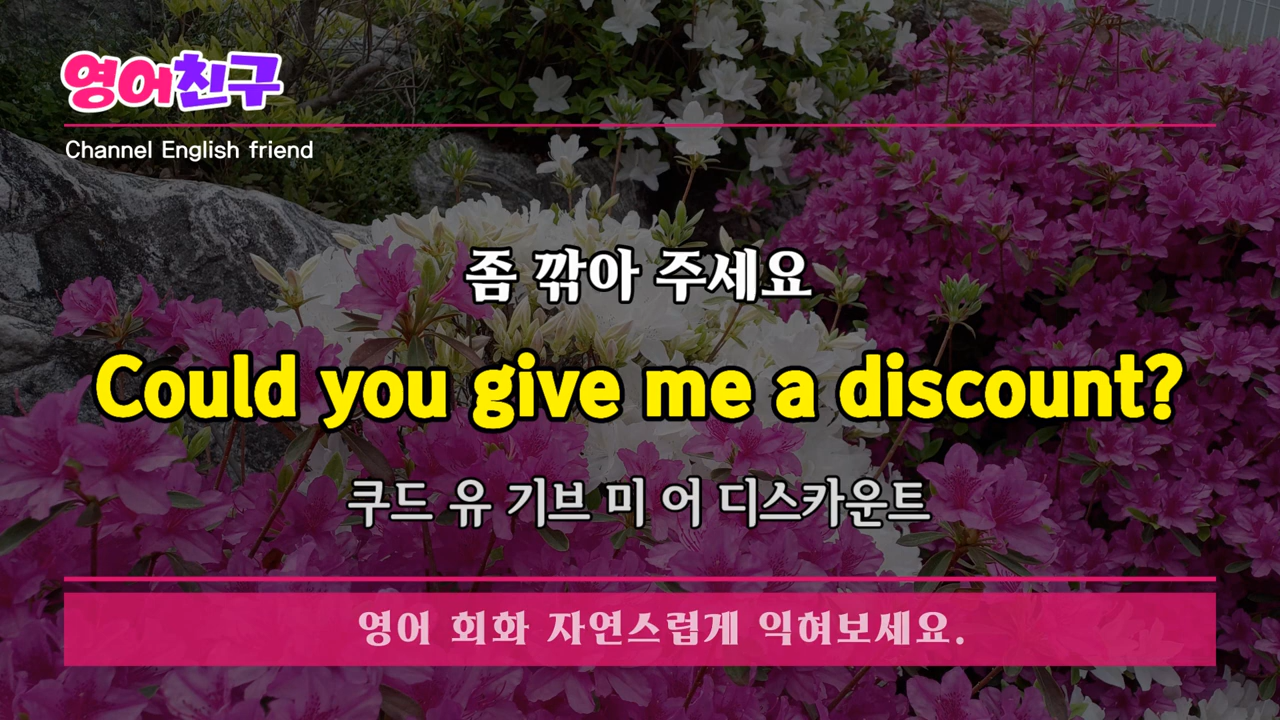 영어친구
Channel English friend
좀 깎아 주세요
Could you give me a discount?
쿠드 유 기브 미 어 디스카운트
영어 회화 자연스럽게 익혀보세요.